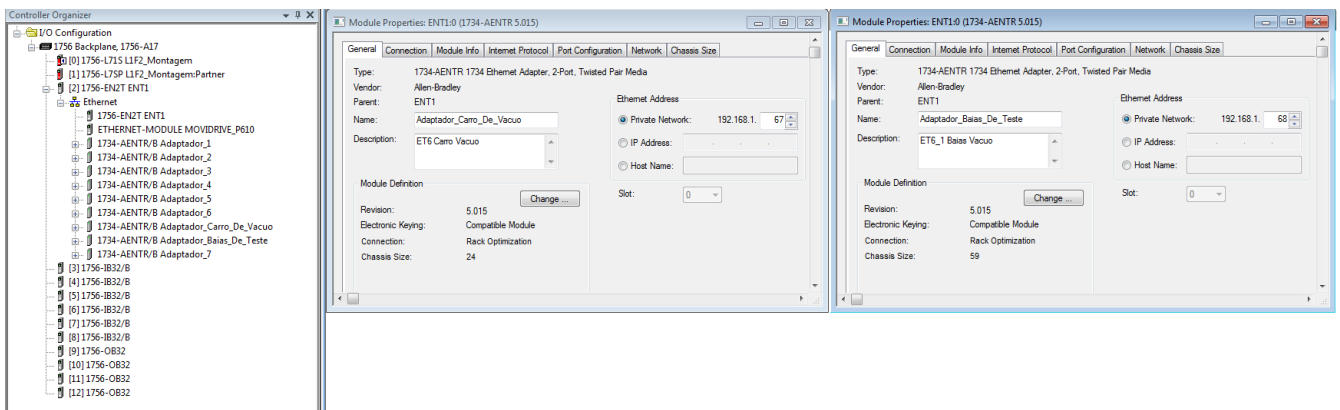 Controller Organizer
I/O Configuration
1756 Backplane, 1756-A17
[0] 1756-L71S L1F2_Montagem
[1] 1756-L7SP L1F2_Montagem:Partner
[2] 1756-EN2T ENT1
Ethernet
1756-EN2T ENT1
ETHERNET-MODULE MOVIDRIVE_P610
1734-AENTR/B Adaptador_1
1734-AENTR/B Adaptador_2
1734-AENTR/B Adaptador_3
1734-AENTR/B Adaptador_4
1734-AENTR/B Adaptador_5
1734-AENTR/B Adaptador_6
1734-AENTR/B Adaptador_Carro_De_Vacuo
1734-AENTR/B Adaptador_Baias_De_Teste
1734-AENTR/B Adaptador_7
[3] 1756-IB32/B
[4] 1756-IB32/B
[5] 1756-IB32/B
[6] 1756-IB32/B
[7] 1756-IB32/B
[8] 1756-IB32/B
[9] 1756-OB32
[10] 1756-OB32
[11] 1756-OB32
[12] 1756-OB32
Module Properties: ENT1:0 (1734-AENTR 5.015)
General Connection Module Info Internet Protocol Port Configuration Network Chassis Size
Type: 1734-AENTR 1734 Ethernet Adapter, 2-Port, Twisted Pair Media
Vendor: Allen-Bradley
Parent: ENT1
Name: Adaptador_Carro_De_Vacuo
Description: ET6 Carro Vacuo
Ethernet Address
Private Network: 192.168.1. 67
IP Address:
Host Name:
Module Definition
Change ...
Slot: 0
Revision: 5.015
Electronic Keying: Compatible Module
Connection: Rack Optimization
Chassis Size: 24
Module Properties: ENT1:0 (1734-AENTR 5.015)
General Connection Module Info Internet Protocol Port Configuration Network Chassis Size
Type: 1734-AENTR 1734 Ethernet Adapter, 2-Port, Twisted Pair Media
Vendor: Allen-Bradley
Parent: ENT1
Name: Adaptador_Baias_De_Teste
Description: ET6_1 Baias Vacuo
Ethernet Address
Private Network: 192.168.1. 68
IP Address:
Host Name:
Module Definition
Change ...
Slot: 0
Revision: 5.015
Electronic Keying: Compatible Module
Connection: Rack Optimization
Chassis Size: 59